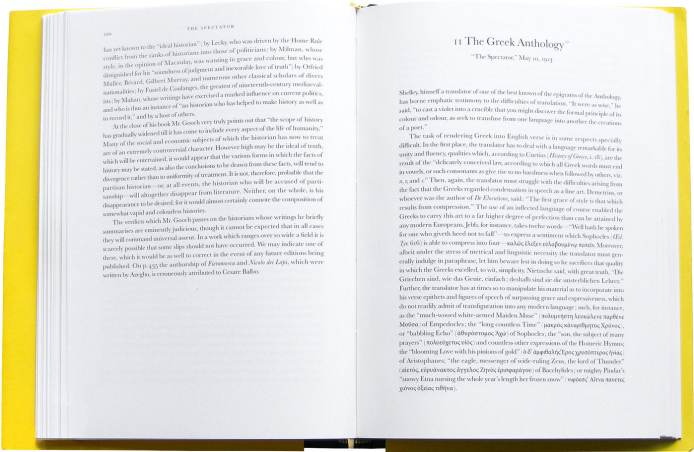 THE SPECTATOR
has yet known to the "ideal historian"; by Lecky, who was driven by the Home Rule
conflict from the ranks of historians into those of politicians; by Milman, whose
style, in the opinion of Macaulay, was wanting in grace and colour, but who was
distinguished for his "soundness of judgment and inexorable love of truth"; by Otfried
Müller, Bérard, Gilbert Murray, and numerous other classical scholars of divers
nationalities; by Fustel de Coulanges, the greatest of nineteenth-century mediaeval-
ists; by Mahan, whose writings have exercised a marked influence on current politics,
and who is thus an instance of "an historian who has helped to make history as well as
to record it," and by a host of others.
At the close of his book Mr. Gooch very truly points out that "the scope of history
has gradually widened till it has come to include every aspect of the life of humanity."
Many of the social and economic subjects of which the historian has now to treat
are of an extremely controversial character. However high may be the ideal of truth,
which will be entertained, it would appear that the various forms in which the facts of
history may be stated, as also the conclusions to be drawn from these facts, will tend to
divergence rather than to uniformity of treatment. It is not, therefore, probable that the
partisan historian—or, at all events, the historian who will be accused of parti-
sanship—will altogether disappear from literature. Neither, on the whole, is his
disappearance to be desired, for it would almost certainly connote the composition of
somewhat vapid and colourless histories.
The verdicts which Mr. Gooch passes on the historians whose writings he briefly
summaries are eminently judicious, though it cannot be expected that in all cases
they will command universal assent. In a work which ranges over so wide a field it is
scarcely possible that some slips should not have occurred. We may indicate one of
these, which it would be as well to correct in the event of any future editions being
published. On p. 435 the authorship of Fieramosca and Nicolo dei Lapi, which were
written by Azeglio, is erroneously attributed to Cesare Balbo.
11 The Greek Anthology
"The Spectator," May 10, 1913
Shelley, himself a translator of one of the best known of the epigrams of the Anthology,
has borne emphatic testimony to the difficulties of translation. "It were as wise," he
said, "to cast a violet into a crucible that you might discover the formal principle of its
colour and odour, as seek to transfuse from one language into another the creations
of a poet."
The task of rendering Greek into English verse is in some respects specially
difficult. In the first place, the translator has to deal with a language remarkable for its
unity and fluency, qualities which, according to Curtius (History of Greece, i. 18), are the
result of the "delicately conceived law, according to which all Greek words must end
in vowels, or such consonants as give rise to no harshness when followed by others, viz.
n, r, and s." Then, again, the translator must struggle with the difficulties arising from
the fact that the Greeks regarded condensation in speech as a fine art. Demetrius, or
whoever was the author of De Elocutione, said: "The first grace of style is that which
results from compression." The use of an inflected language of course enabled the
Greeks to carry this art to a far higher degree of perfection than can be attained by
any modern Europeans. Jebb, for instance, takes twelve words—"Well hath he spoken
for one who giveth heed not to fall"—to express a sentiment which Sophocles (Œd.
Tyr. 616) is able to compress into four—καλῶς ἔλεξεν εὐλαβουμένῳ πεσεῖν. Moreover,
albeit under the stress of metrical and linguistic necessity the translator must gen-
erally indulge in paraphrase, let him beware lest in doing so he sacrifices that quality
in which the Greeks excelled, to wit, simplicity. Nietzsche said, with great truth, "Die
Griechen sind, wie das Genie, einfach; deshalb sind sie die unsterblichen Lehrer."
Further, the translator has at times so to manipulate his material as to incorporate into
his verse epithets and figures of speech of surpassing grace and expressiveness, which
do not readily admit of transfiguration into any modern language; such, for instance,
as the "much-wooed white-armed Maiden Muse" (πολυμνήστη λευκώλενε παρθένε
Μοῦσα) of Empedocles; the "long countless Time" (μακρὸς κἀναρίθμητος Χρόνος),
or "babbling Echo" (ἀθυρόστομος Ἀχώ) of Sophocles; the "son, the subject of many
prayers" (πολυεύχετος υἱός) and countless other expressions of the Homeric Hymns;
the "blooming Love with his pinions of gold"
of Aristophanes; "the eagle, messenger of wide-ruling Zeus, the lord of Thunder"
(αἰετός, εὐρυάνακτος ἄγγελος Ζηνὸς ἐρισφαράγου) of Bacchylides; or mighty Pindar's
"snowy Etna nursing the whole year's length her frozen snow" (νιφόεσσ' Αἴτνα πανετες
χιόνος ὀξείας τιθήνα).